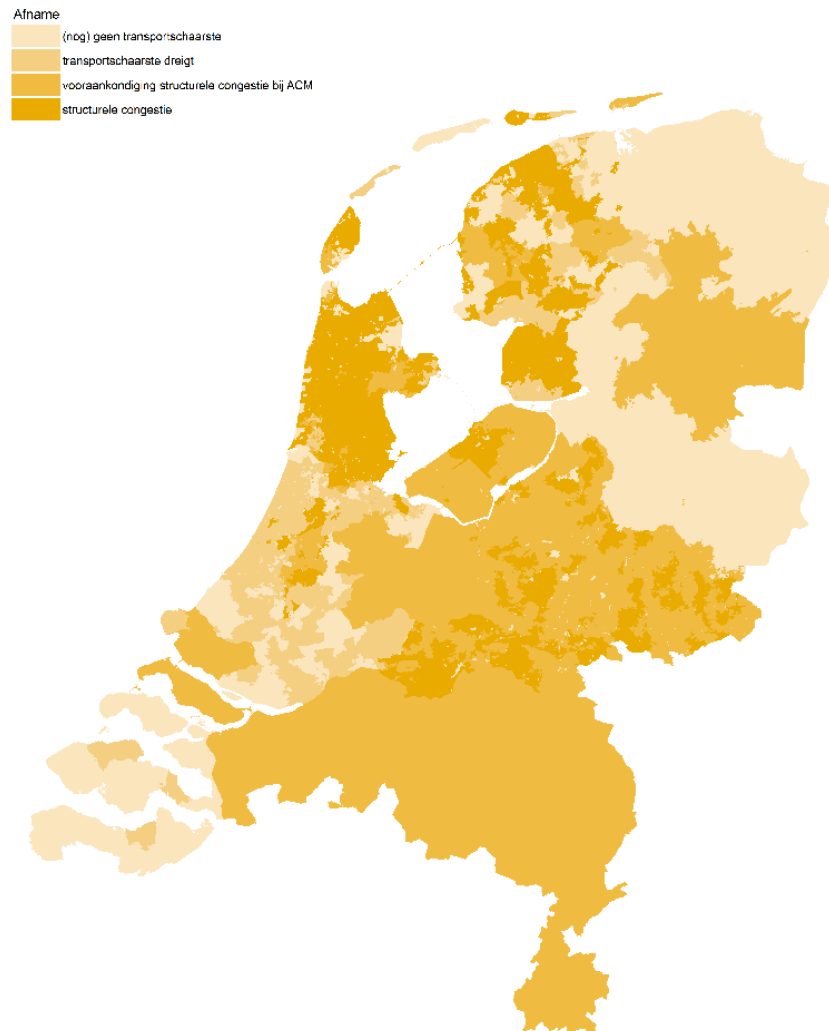 Afname
(nog) geen transportschaarste
transportschaarste dreigt
vooraankondiging structurele congestie bij ACM
structurele congestie